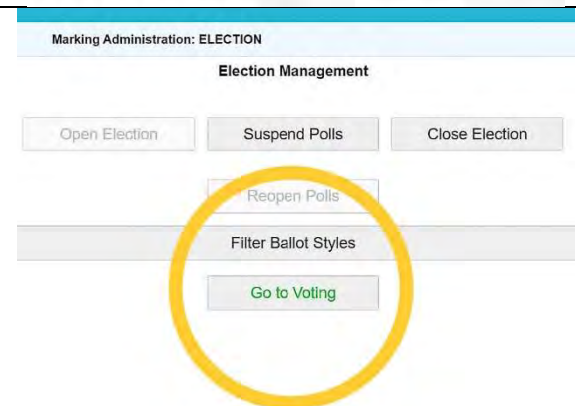 Marking Administration: ELECTION
Election Management
Open Election Suspend Polls Close Election
Reopen Polls
Filter Ballot Styles
Go to Voting